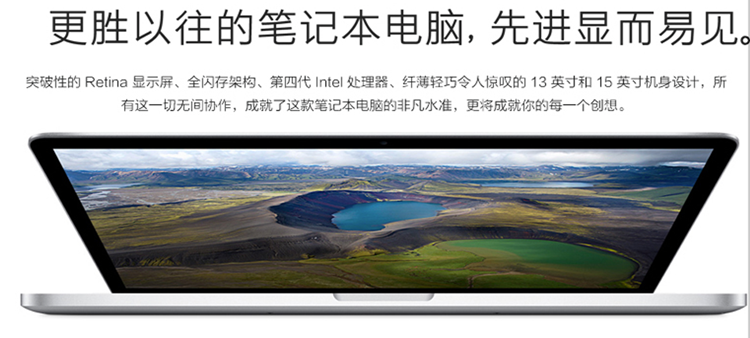 更胜以往的笔记本电脑,先进显而易见。
突破性的 Retina 显示屏、全闪存架构、第四代 Intel 处理器、纤薄轻巧令人惊叹的 13 英寸和 15 英寸机身设计，所
有这一切无间协作，成就了这款笔记本电脑的非凡水准，更将成就你的每一个创想。